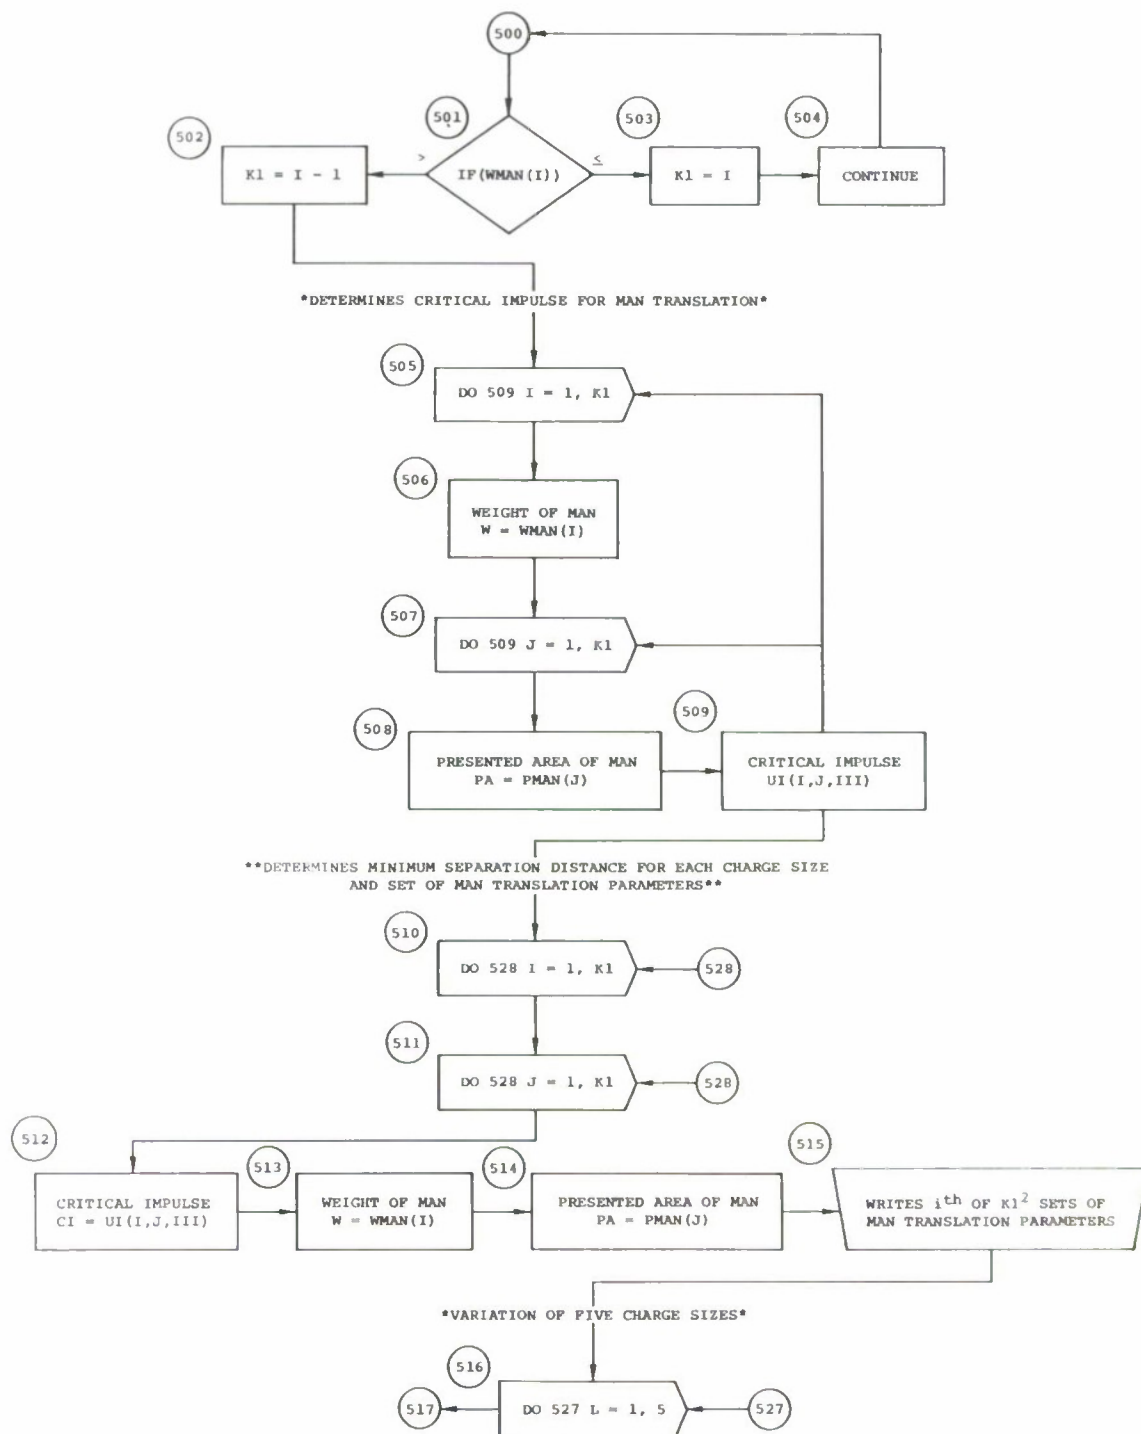 500
501
502
503
504
>
≤
K1 = I - 1
IF(WMAN(I))
K1 = I
CONTINUE
*DETERMINES CRITICAL IMPULSE FOR MAN TRANSLATION*
505
DO 509 I = 1, K1
506
WEIGHT OF MAN
W = WMAN(I)
507
DO 509 J = 1, K1
508
509
PRESENTED AREA OF MAN
PA = PMAN(J)
CRITICAL IMPULSE
UI(I,J,III)
**DETERMINES MINIMUM SEPARATION DISTANCE FOR EACH CHARGE SIZE
AND SET OF MAN TRANSLATION PARAMETERS**
510
DO 528 I = 1, K1
528
511
DO 528 J = 1, K1
528
512
513
514
515
CRITICAL IMPULSE
CI = UI(I,J,III)
WEIGHT OF MAN
W = WMAN(I)
PRESENTED AREA OF MAN
PA = PMAN(J)
WRITES ith OF K1² SETS OF
MAN TRANSLATION PARAMETERS
*VARIATION OF FIVE CHARGE SIZES*
516
517
DO 527 L = 1, 5
527